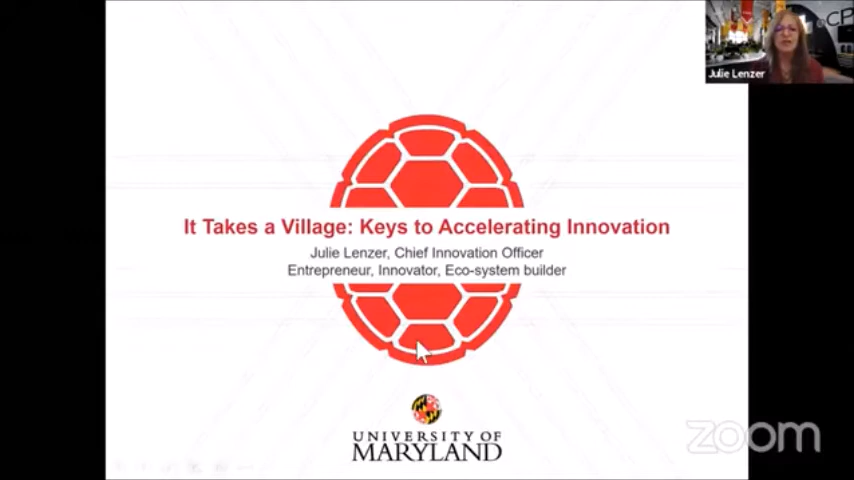 CP
Julie Lenzer
It Takes a Village: Keys to Accelerating Innovation
Julie Lenzer, Chief Innovation Officer
Entrepreneur, Innovator, Eco-system builder
UNIVERSITY OF
MARYLAND
zoom